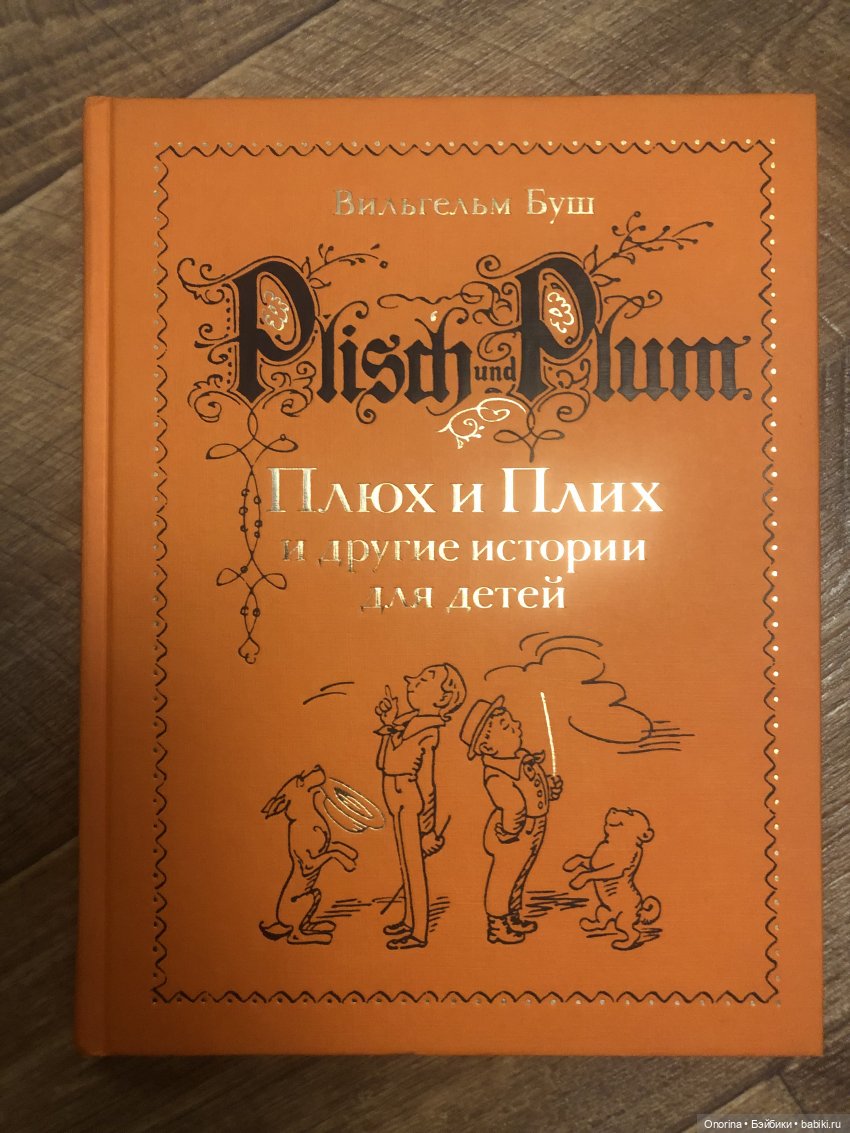 Вильгельм Буш
Plisch und Plum
Плюх и Плих
и другие истории
для детей
Onorina • Бэйбики • babiki.ru